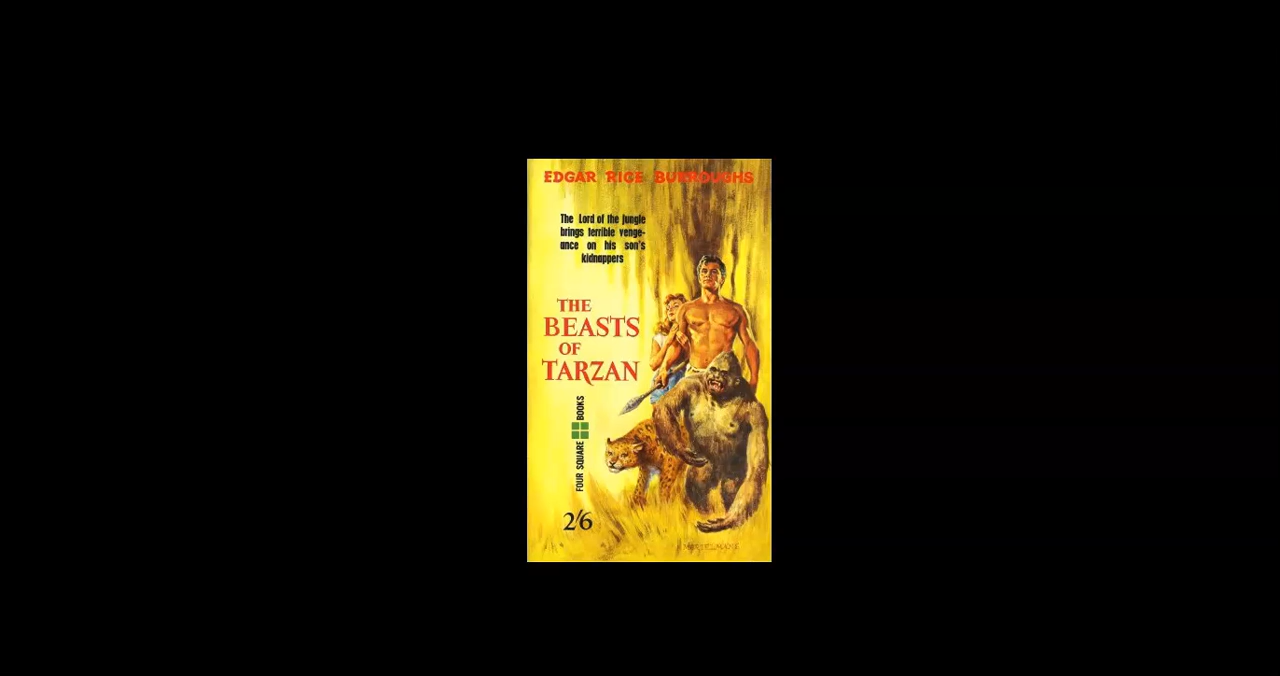 EDGAR RICE BURROUGHS
The Lord of the Jungle
brings terrible venge-
ance on his son's
kidnappers
THE
BEASTS
OF
TARZAN
FOUR SQUARE BOOKS
2/6